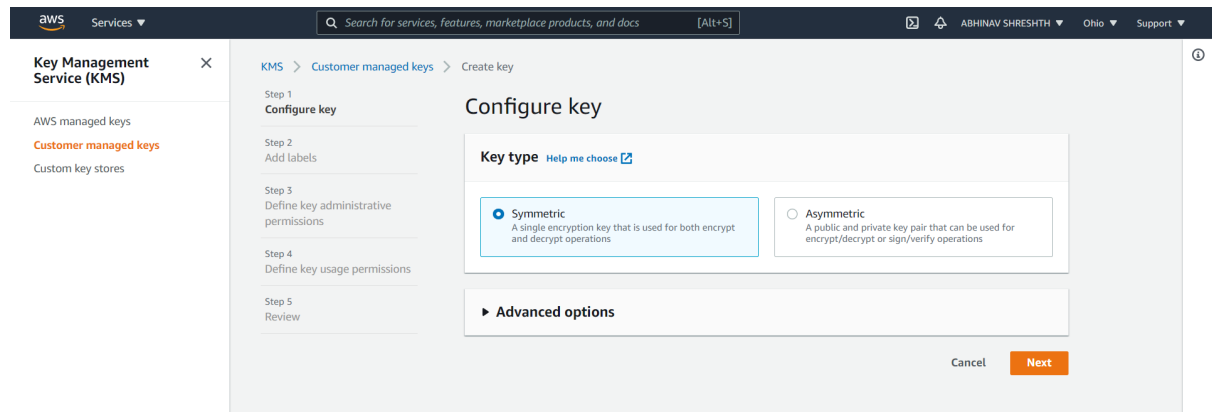 aws Services ▼ Search for services, features, marketplace products, and docs [Alt+S] ABHINAV SHRESHTH ▼ Ohio ▼ Support ▼
Key Management
Service (KMS)
AWS managed keys
Customer managed keys
Custom key stores
KMS > Customer managed keys > Create key
Step 1
Configure key
Step 2
Add labels
Step 3
Define key administrative
permissions
Step 4
Define key usage permissions
Step 5
Review
Configure key
Key type Help me choose
Symmetric
A single encryption key that is used for both encrypt
and decrypt operations
Asymmetric
A public and private key pair that can be used for
encrypt/decrypt or sign/verify operations
Advanced options
Cancel Next